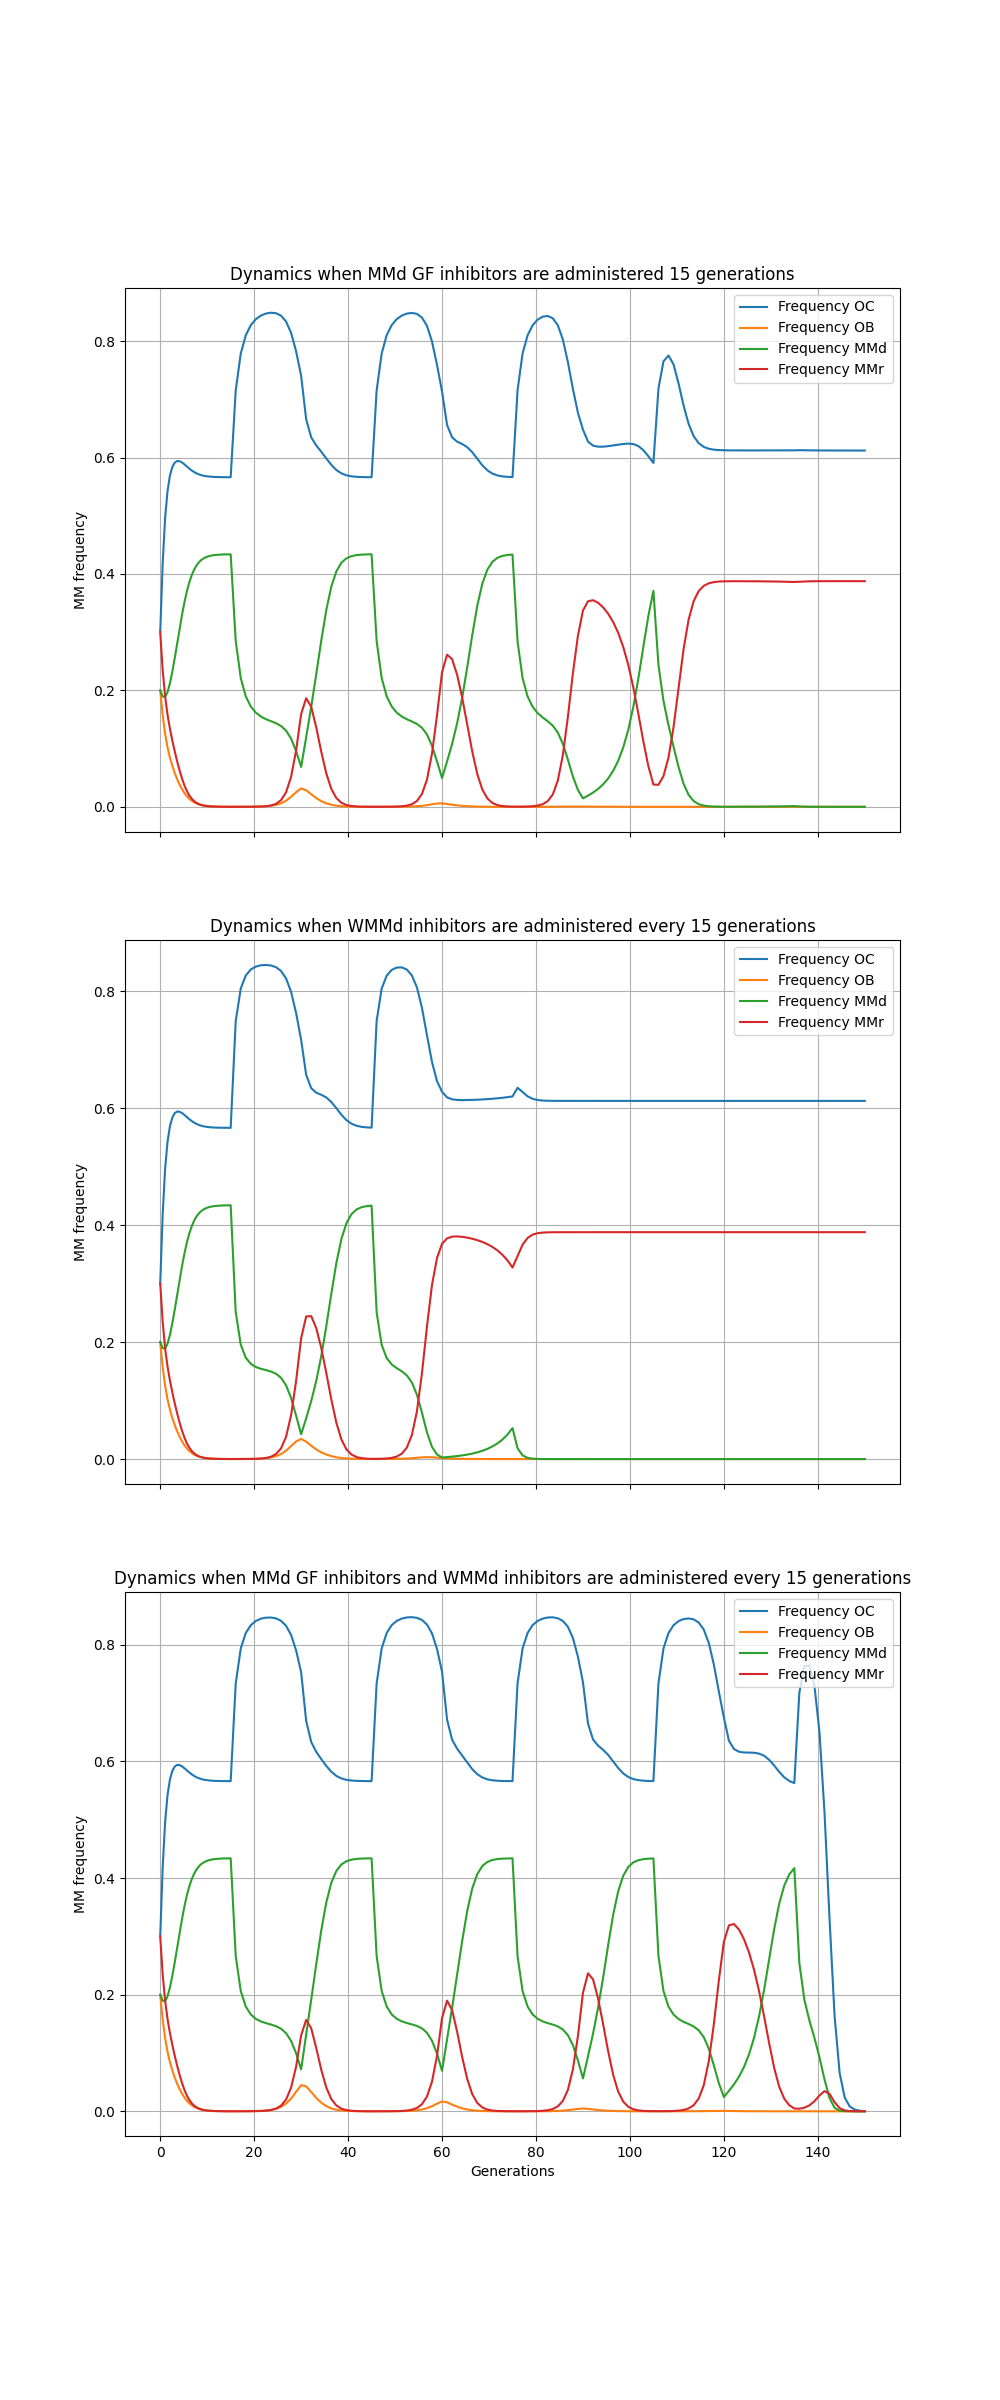 Dynamics when MMd GF inhibitors are administered 15 generations
Frequency OC
Frequency OB
Frequency MMd
Frequency MMr
MM frequency
0.8
0.6
0.4
0.2
0.0
Dynamics when WMMd inhibitors are administered every 15 generations
Frequency OC
Frequency OB
Frequency MMd
Frequency MMr
MM frequency
0.8
0.6
0.4
0.2
0.0
Dynamics when MMd GF inhibitors and WMMd inhibitors are administered every 15 generations
Frequency OC
Frequency OB
Frequency MMd
Frequency MMr
MM frequency
0.8
0.6
0.4
0.2
0.0
0 20 40 60 80 100 120 140
Generations